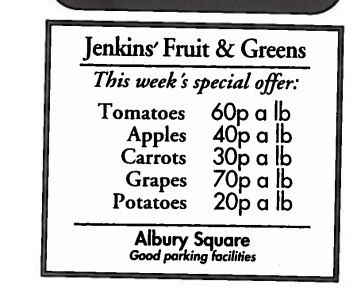 Jenkins' Fruit & Greens
This week's special offer:
Tomatoes 60p a lb
Apples 40p a lb
Carrots 30p a lb
Grapes 70p a lb
Potatoes 20p a lb
Albury Square
Good parking facilities